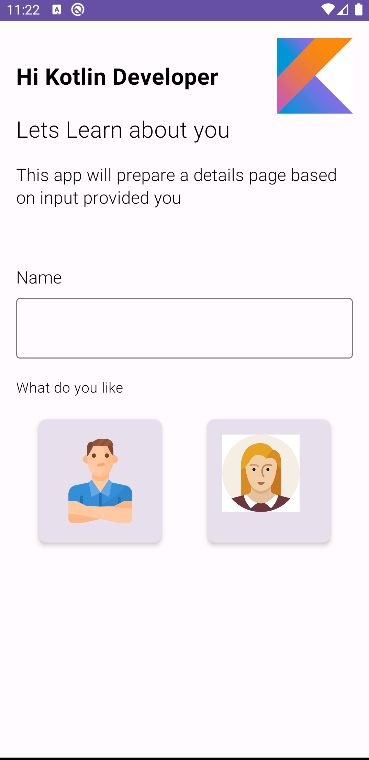 11:22
Hi Kotlin Developer
Lets Learn about you
This app will prepare a details page based
on input provided you
Name
What do you like